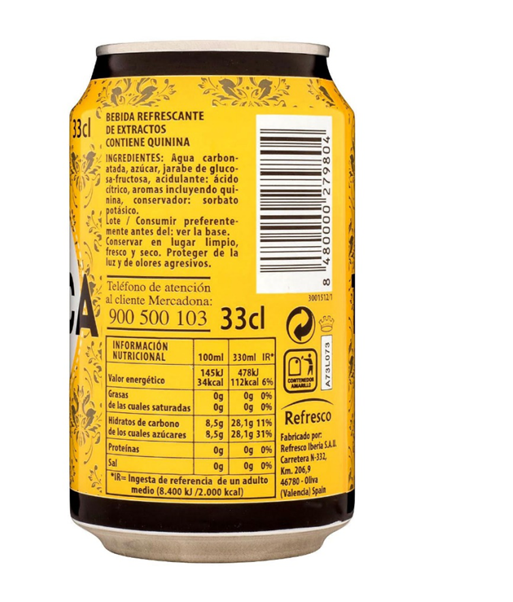 33cl
BEBIDA REFRESCANTE
DE EXTRACTOS
CONTIENE QUININA
INGREDIENTES: Agua carbon-
atada, azúcar, jarabe de gluco-
sa-fructosa, acidulante: ácido
cítrico, aromas incluyendo qui-
nina, conservador: sorbato
potásico.
Lote / Consumir preferente-
mente antes del: ver la base.
Conservar en lugar limpio,
fresco y seco. Proteger de la
luz y de olores agresivos.
Teléfono de atención
al cliente Mercadona:
900 500 103
33cl
CA
INFORMACIÓN
NUTRICIONAL 100ml 330ml IR*
Valor energético 145kJ 478kJ
34kcal 112kcal 6%
Grasas 0g 0g 0%
de las cuales saturadas 0g 0g 0%
Hidratos de carbono 8,5g 28,1g 11%
de los cuales azúcares 8,5g 28,1g 31%
Proteínas 0g 0g 0%
Sal 0g 0g 0%
*IR= Ingesta de referencia de un adulto
medio (8.400 kJ /2.000 kcal)
8 480000 279804
3001312/1
A73L073
CONTENEDOR
AMARILLO
Refresco
Fabricado por:
Refresco Iberia S.A.U.
Carretera N-332,
Km. 206,9
46780 - Oliva
(Valencia) Spain